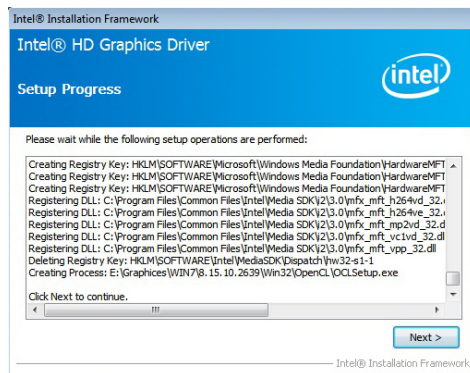 Intel® Installation Framework
Intel® HD Graphics Driver
Setup Progress
intel
Please wait while the following setup operations are performed:
Creating Registry Key: HKLM\SOFTWARE\Microsoft\Windows Media Foundation\HardwareMFT
Creating Registry Key: HKLM\SOFTWARE\Microsoft\Windows Media Foundation\HardwareMFT
Creating Registry Key: HKLM\SOFTWARE\Microsoft\Windows Media Foundation\HardwareMFT
Registering DLL: C:\Program Files\Common Files\Intel\Media SDK\i2\3.0\mfx_mft_h264vd_32.
Registering DLL: C:\Program Files\Common Files\Intel\Media SDK\i2\3.0\mfx_mft_h264ve_32.
Registering DLL: C:\Program Files\Common Files\Intel\Media SDK\i2\3.0\mfx_mft_mp2vd_32.d
Registering DLL: C:\Program Files\Common Files\Intel\Media SDK\i2\3.0\mfx_mft_vc1vd_32.dl
Registering DLL: C:\Program Files\Common Files\Intel\Media SDK\i2\3.0\mfx_mft_vpp_32.dll
Deleting Registry Key: HKLM\SOFTWARE\Intel\MediaSDK\Dispatch\hw32-s1-1
Creating Process: E:\Graphices\WIN7\8.15.10.2639\Win32\OpenCL\OCLSetup.exe
Click Next to continue.
Next >
Intel® Installation Framework